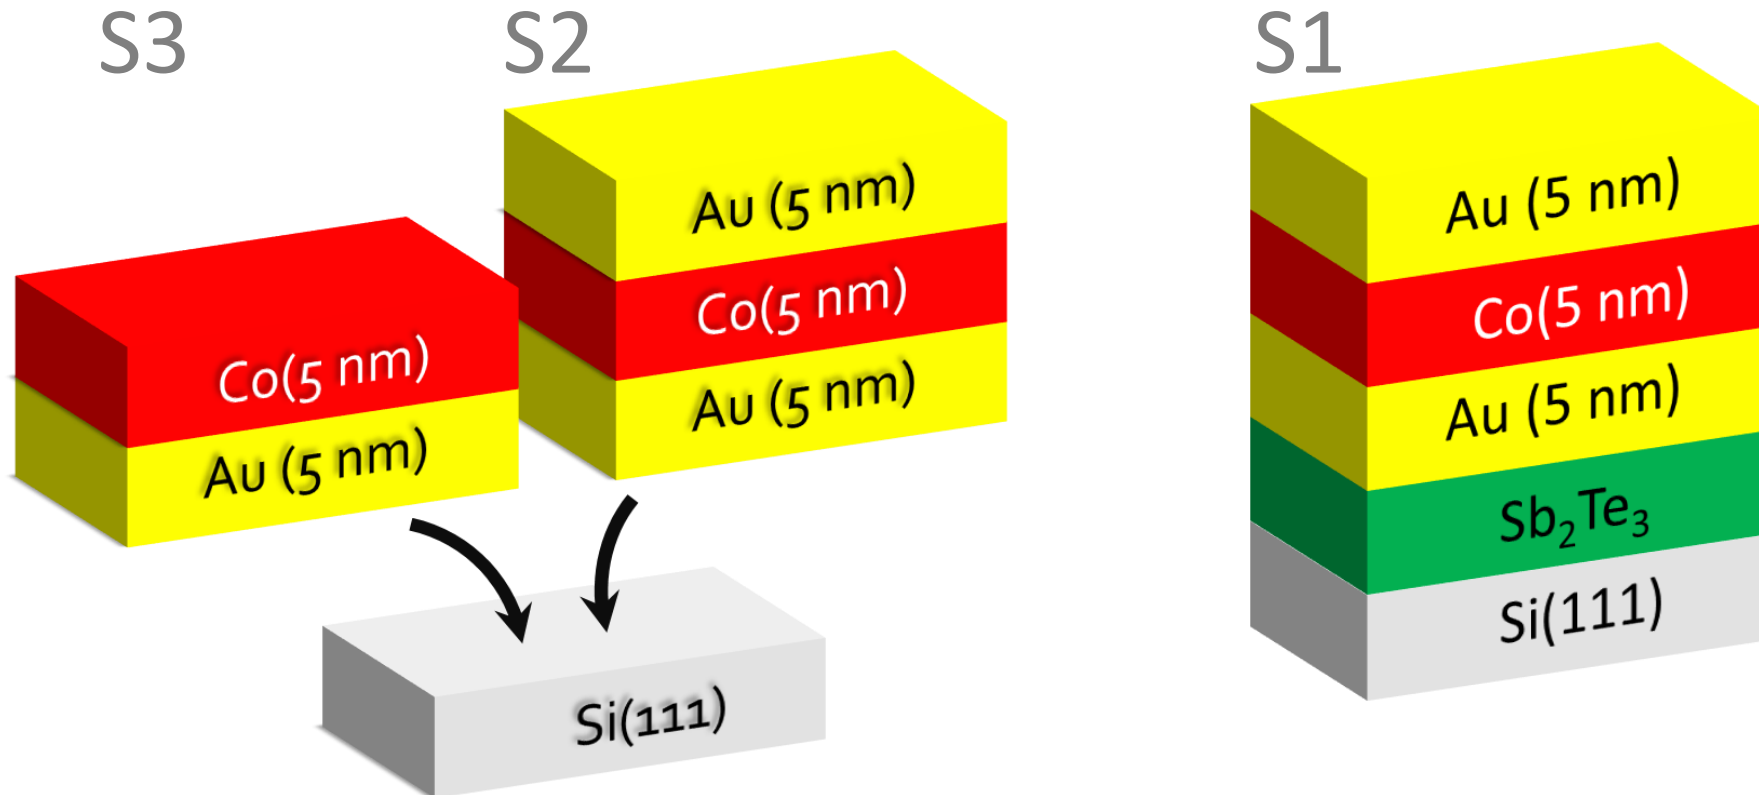 S3
S2
S1
Co(5 nm)
Au (5 nm)
Au (5 nm)
Co(5 nm)
Au (5 nm)
Si(111)
Au (5 nm)
Co(5 nm)
Au (5 nm)
Sb₂Te₃
Si(111)